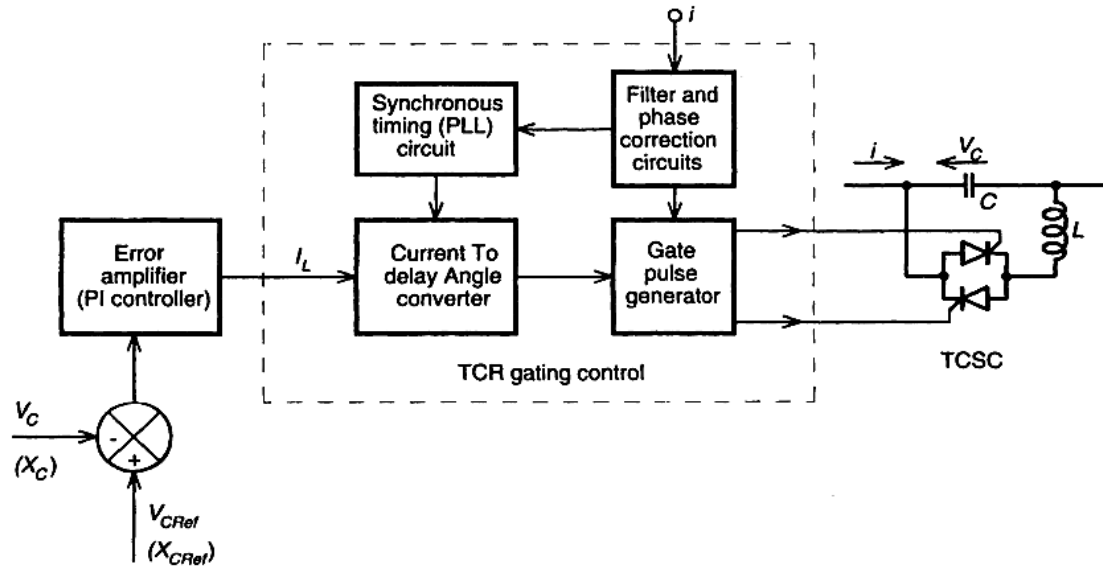 i
Synchronous
timing (PLL)
circuit
Filter and
phase
correction
circuits
i
V_C
C
L
Error
amplifier
(PI controller)
I_L
Current To
delay Angle
converter
Gate
pulse
generator
TCR gating control
TCSC
V_C
(X_C)
-
+
V_CRef
(X_CRef)